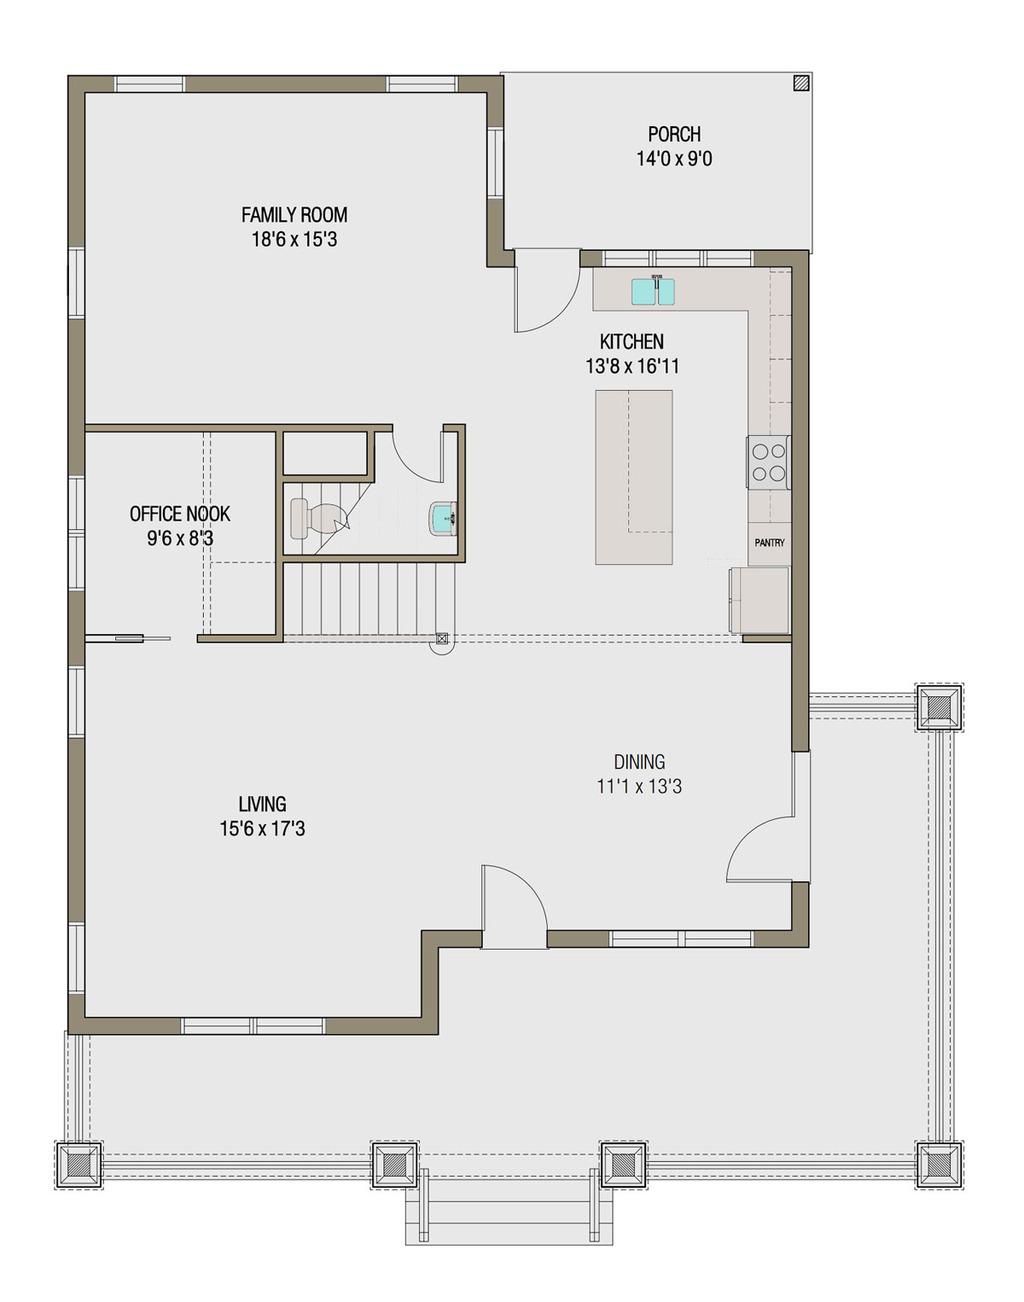 PORCH
14'0 x 9'0
FAMILY ROOM
18'6 x 15'3
KITCHEN
13'8 x 16'11
OFFICE NOOK
9'6 x 8'3
PANTRY
DINING
11'1 x 13'3
LIVING
15'6 x 17'3